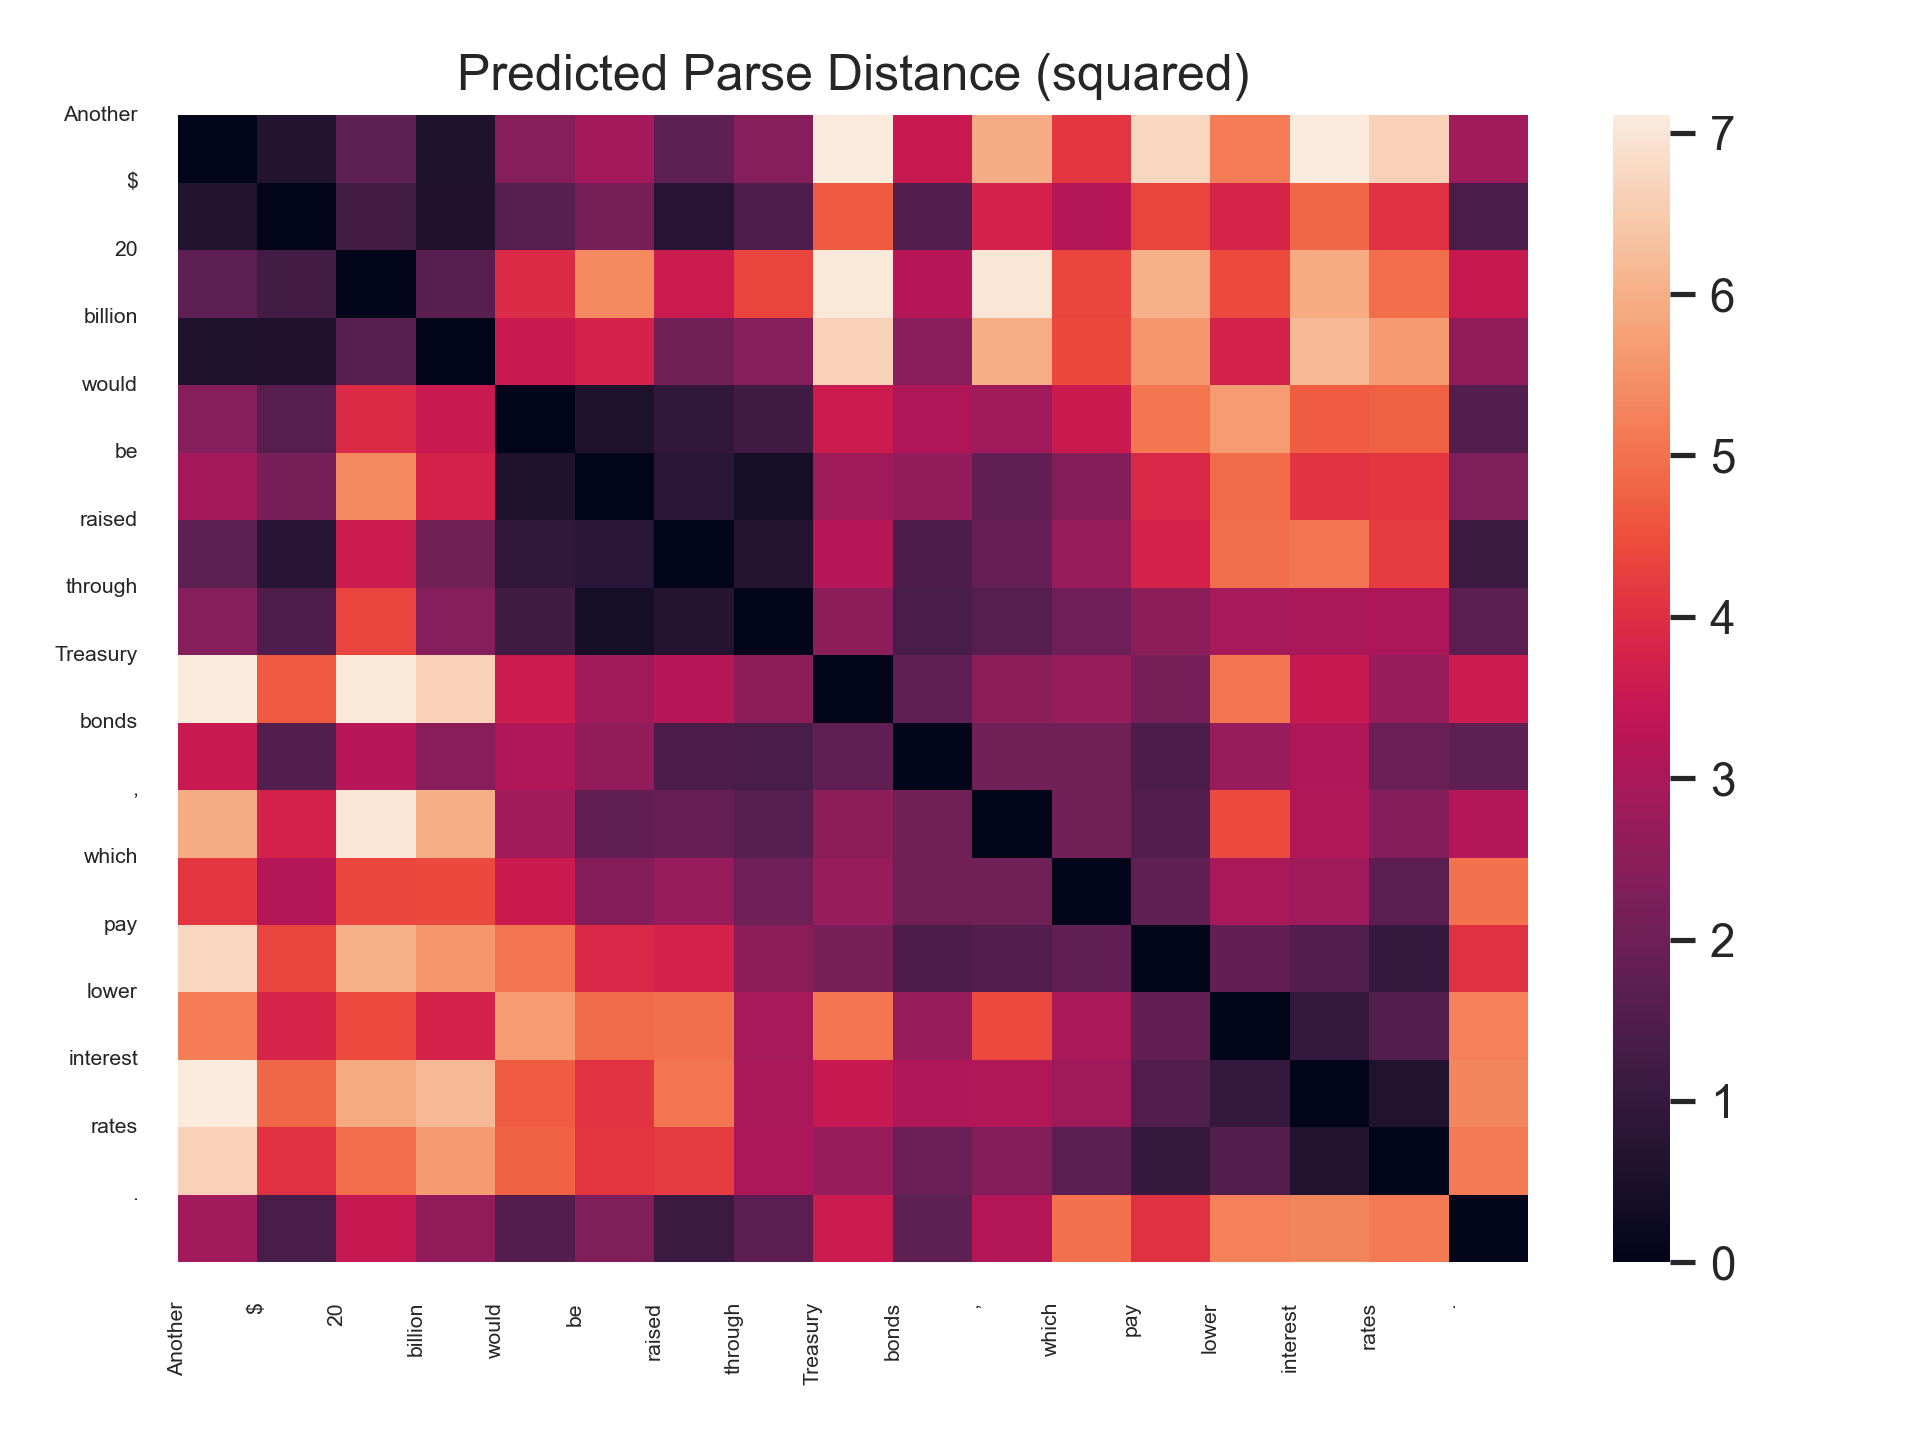 Predicted Parse Distance (squared)
Another
$
20
billion
would
be
raised
through
Treasury
bonds
,
which
pay
lower
interest
rates
.
7
6
5
4
3
2
1
0
Another
$
20
billion
would
be
raised
through
Treasury
bonds
,
which
pay
lower
interest
rates
.